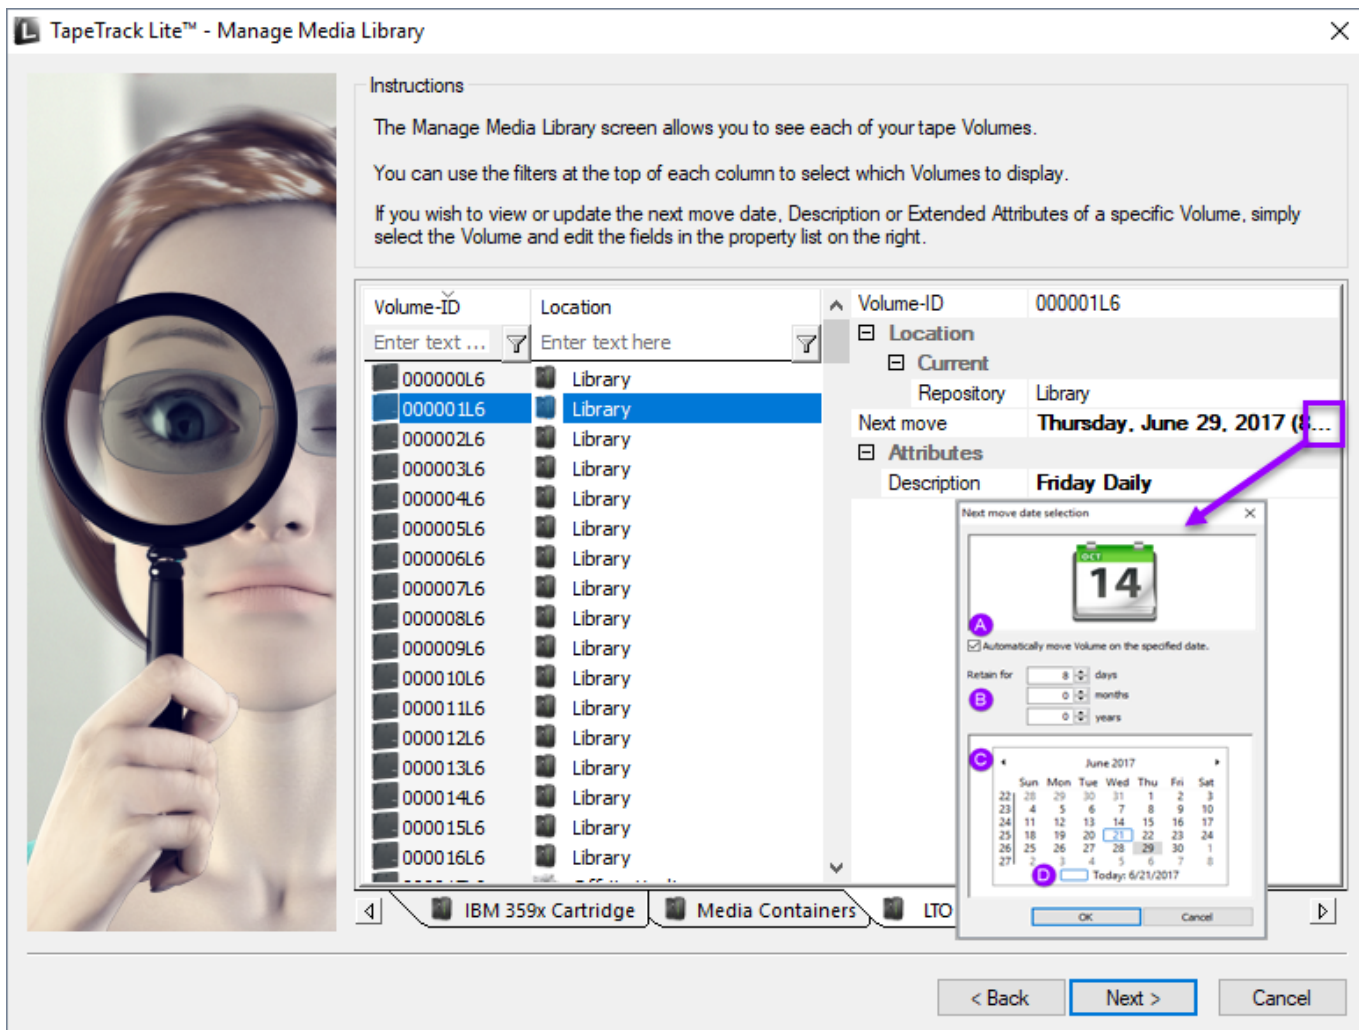 TapeTrack Lite™ - Manage Media Library
Instructions
The Manage Media Library screen allows you to see each of your tape Volumes.
You can use the filters at the top of each column to select which Volumes to display.
If you wish to view or update the next move date, Description or Extended Attributes of a specific Volume, simply
select the Volume and edit the fields in the property list on the right.
Volume-ID Location
Enter text ... Enter text here
000000L6 Library
000001L6 Library
000002L6 Library
000003L6 Library
000004L6 Library
000005L6 Library
000006L6 Library
000007L6 Library
000008L6 Library
000009L6 Library
000010L6 Library
000011L6 Library
000012L6 Library
000013L6 Library
000014L6 Library
000015L6 Library
000016L6 Library
Volume-ID 000001L6
Location
Current
Repository Library
Next move Thursday, June 29, 2017 (8...
Attributes
Description Friday Daily
Next move date selection
OCT
14
A
Automatically move Volume on the specified date.
Retain for 8 days
B
0 months
0 years
C
June 2017
Sun Mon Tue Wed Thu Fri Sat
22 28 29 30 31 1 2 3
23 4 5 6 7 8 9 10
24 11 12 13 14 15 16 17
25 18 19 20 21 22 23 24
26 25 26 27 28 29 30 1
27 2 3 4 5 6 7 8
D
Today: 6/21/2017
OK Cancel
IBM 359x Cartridge Media Containers LTO
< Back Next > Cancel